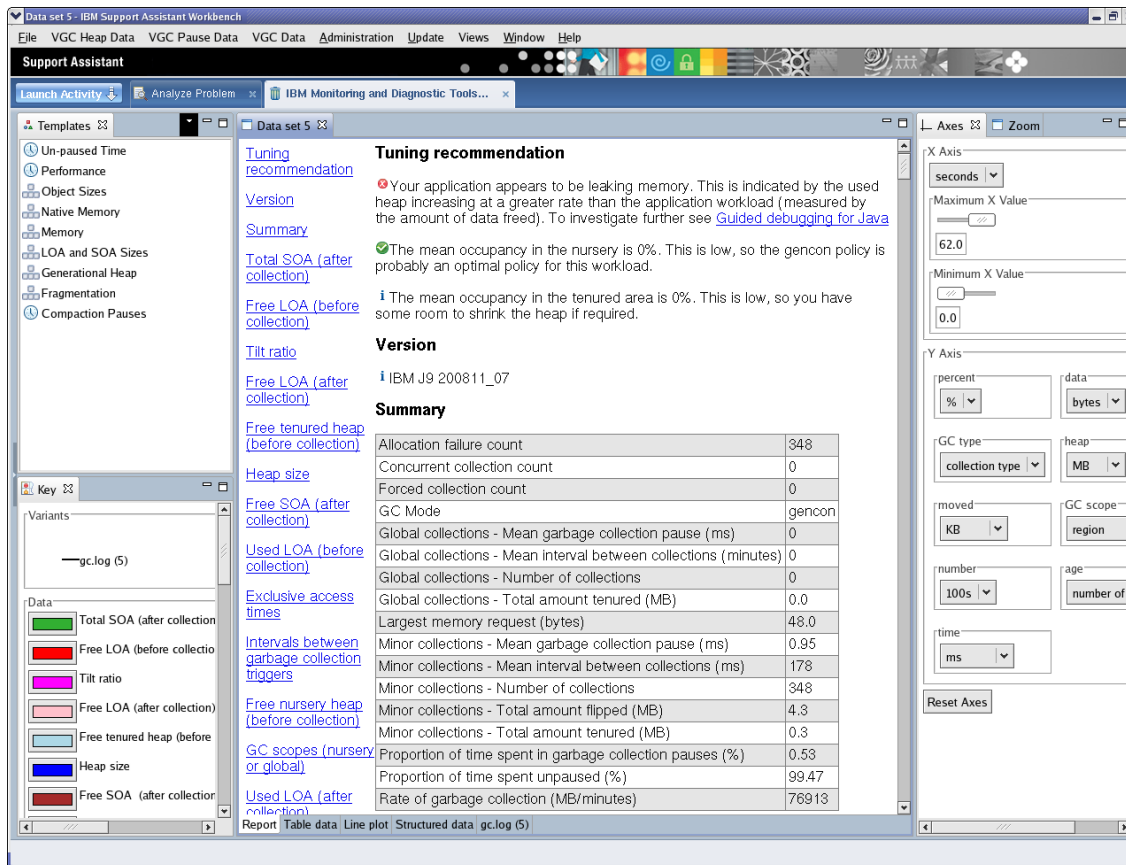 Data set 5 - IBM Support Assistant Workbench
File VGC Heap Data VGC Pause Data VGC Data Administration Update Views Window Help
Support Assistant
Launch Activity Analyze Problem IBM Monitoring and Diagnostic Tools...
Templates
Un-paused Time
Performance
Object Sizes
Native Memory
Memory
LOA and SOA Sizes
Generational Heap
Fragmentation
Compaction Pauses
Key
Variants
gc.log (5)
Data
Total SOA (after collection
Free LOA (before collectio
Tilt ratio
Free LOA (after collection)
Free tenured heap (before
Heap size
Free SOA (after collection
Data set 5
Tuning
recommendation
Version
Summary
Total SOA (after
collection)
Free LOA (before
collection)
Tilt ratio
Free LOA (after
collection)
Free tenured heap
(before collection)
Heap size
Free SOA (after
collection)
Used LOA (before
collection)
Exclusive access
times
Intervals between
garbage collection
triggers
Free nursery heap
(before collection)
GC scopes (nursery
or global)
Used LOA (after
collection)
Tuning recommendation
Your application appears to be leaking memory. This is indicated by the used
heap increasing at a greater rate than the application workload (measured by
the amount of data freed). To investigate further see Guided debugging for Java
The mean occupancy in the nursery is 0%. This is low, so the gencon policy is
probably an optimal policy for this workload.
The mean occupancy in the tenured area is 0%. This is low, so you have
some room to shrink the heap if required.
Version
IBM J9 200811_07
Summary
Allocation failure count 348
Concurrent collection count 0
Forced collection count 0
GC Mode gencon
Global collections - Mean garbage collection pause (ms) 0
Global collections - Mean interval between collections (minutes) 0
Global collections - Number of collections 0
Global collections - Total amount tenured (MB) 0.0
Largest memory request (bytes) 48.0
Minor collections - Mean garbage collection pause (ms) 0.95
Minor collections - Mean interval between collections (ms) 178
Minor collections - Number of collections 348
Minor collections - Total amount flipped (MB) 4.3
Minor collections - Total amount tenured (MB) 0.3
Proportion of time spent in garbage collection pauses (%) 0.53
Proportion of time spent unpaused (%) 99.47
Rate of garbage collection (MB/minutes) 76913
Report Table data Line plot Structured data gc.log (5)
Axes Zoom
X Axis
seconds
Maximum X Value
62.0
Minimum X Value
0.0
Y Axis
percent data
% bytes
GC type heap
collection type MB
moved GC scope
KB region
number age
100s number of
time
ms
Reset Axes